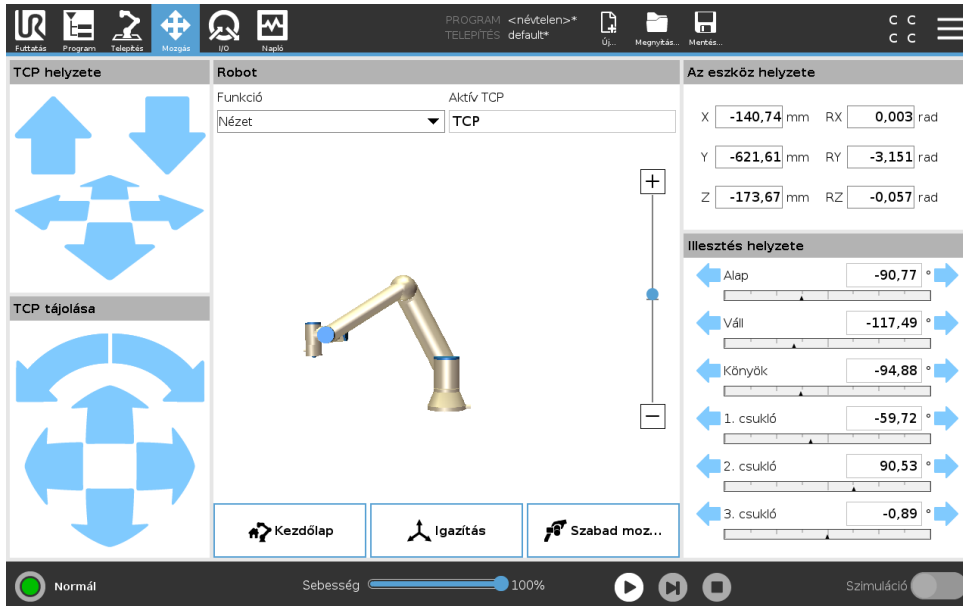 PROGRAM <névtelen>*
TELEPÍTÉS default*
Futtatás Program Telepítés Mozgás I/O Napló
Új... Megnyitás... Mentés...
C C
C C
TCP helyzete
Robot
Funkció Aktív TCP
Nézet TCP
TCP tájolása
Kezdőlap Igazítás Szabad moz...
Az eszköz helyzete
X -140,74 mm RX 0,003 rad
Y -621,61 mm RY -3,151 rad
Z -173,67 mm RZ -0,057 rad
Illesztés helyzete
Alap -90,77 °
Váll -117,49 °
Könyök -94,88 °
1. csukló -59,72 °
2. csukló 90,53 °
3. csukló -0,89 °
Normál Sebesség 100% Szimuláció